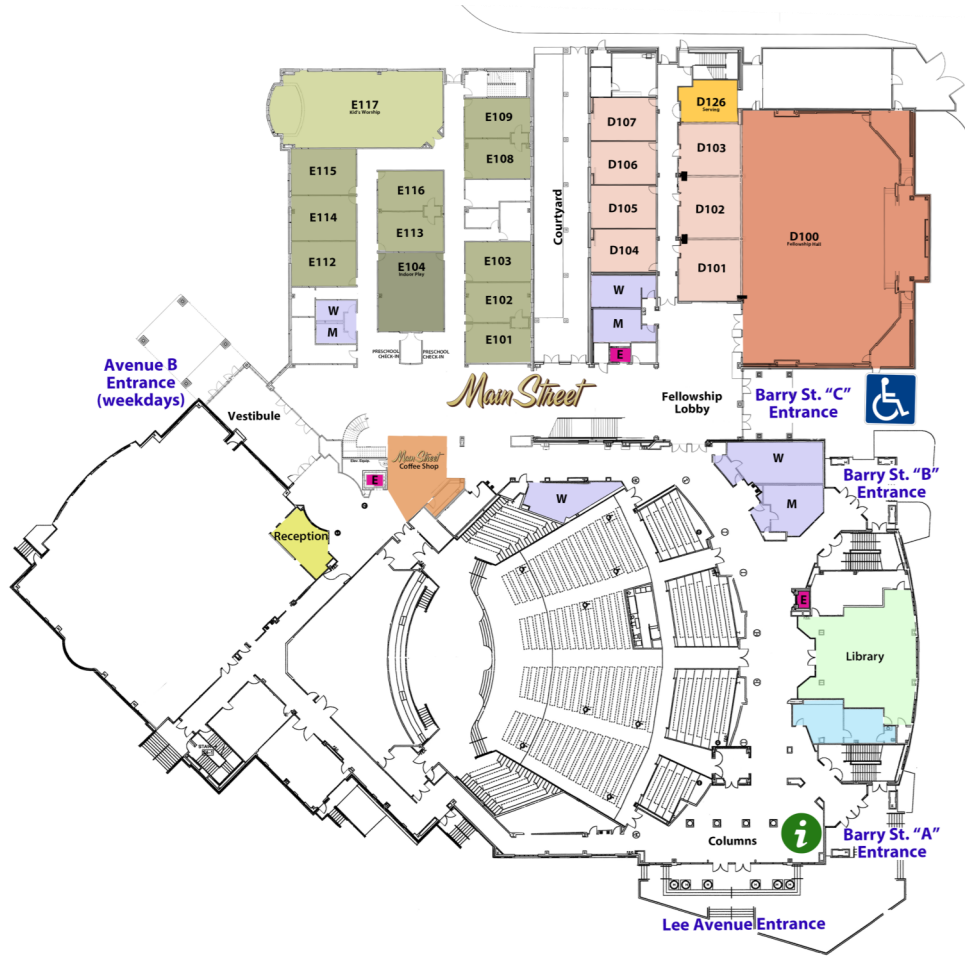 E117
Kid's Worship
E109
E108
E115
E116
E114
E113
E112
E104
Indoor Play
E103
E102
E101
W
M
PRESCHOOL
CHECK-IN
PRESCHOOL
CHECK-IN
Courtyard
D107
D106
D105
D104
W
M
E
D126
Serving
D103
D102
D101
D100
Fellowship Hall
Avenue B
Entrance
(weekdays)
Vestibule
Main Street
Fellowship
Lobby
Barry St. "C"
Entrance
Main Street
Coffee Shop
Elev. Equip.
E
Reception
W
W
M
Barry St. "B"
Entrance
E
Library
Columns
i
Barry St. "A"
Entrance
Lee Avenue Entrance